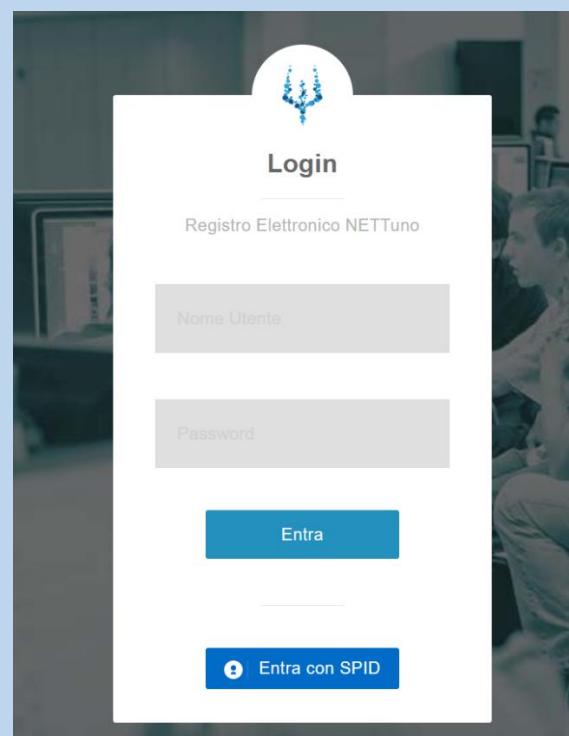 Login
Registro Elettronico NETTuno
Nome Utente
Password
Entra
Entra con SPID